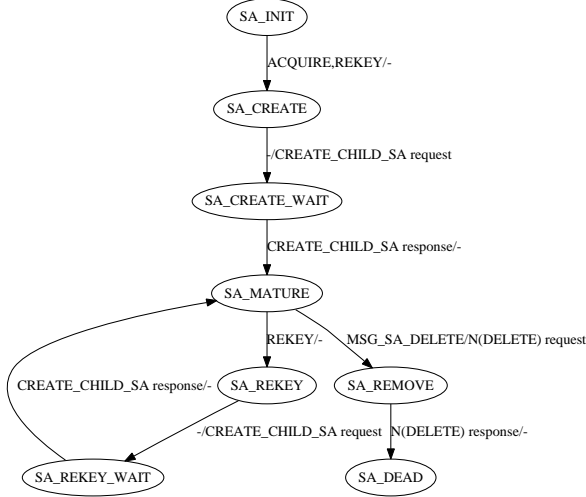 SA_INIT
ACQUIRE,REKEY/-
SA_CREATE
-/CREATE_CHILD_SA request
SA_CREATE_WAIT
CREATE_CHILD_SA response/-
SA_MATURE
REKEY/-
MSG_SA_DELETE/N(DELETE) request
CREATE_CHILD_SA response/-
SA_REKEY
SA_REMOVE
-/CREATE_CHILD_SA request
N(DELETE) response/-
SA_REKEY_WAIT
SA_DEAD